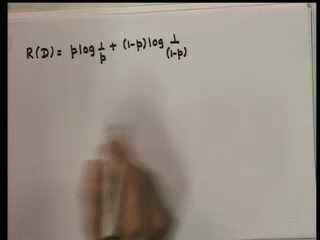 R(D) = p log 1/p + (1-p) log 1/(1-p)